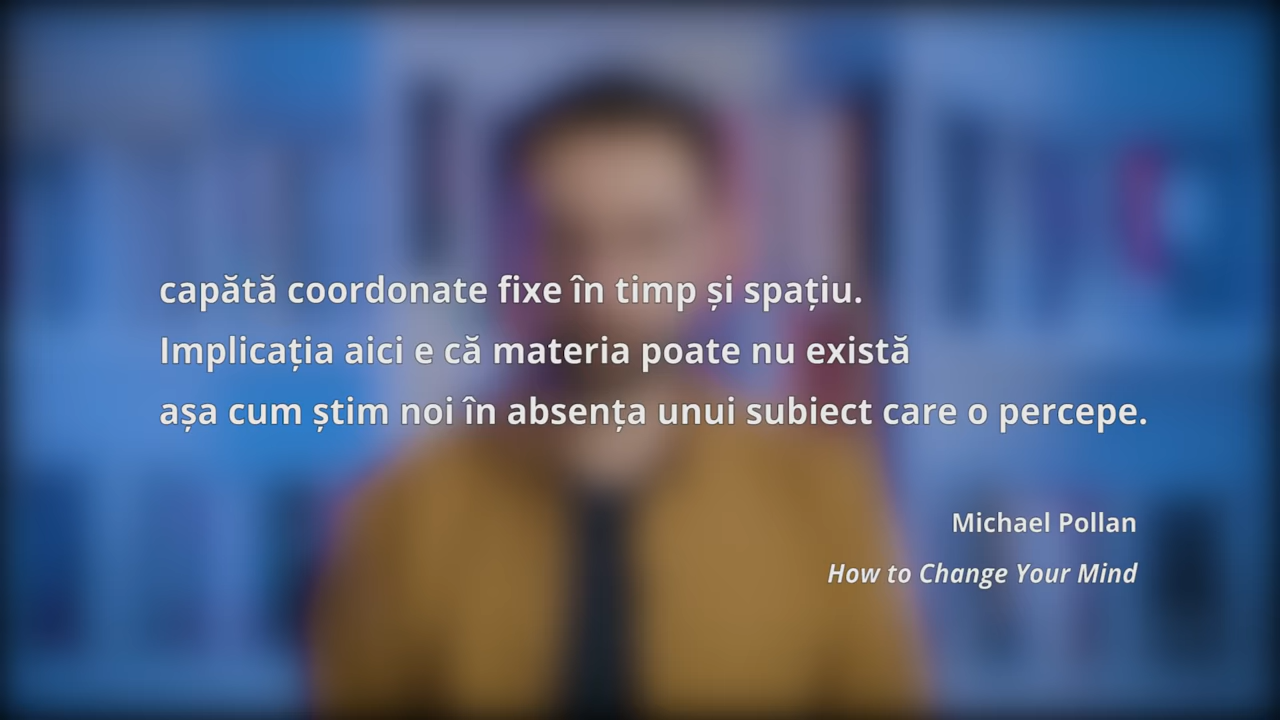 capătă coordonate fixe în timp și spațiu.
Implicația aici e că materia poate nu există
așa cum știm noi în absența unui subiect care o percepe.
Michael Pollan
How to Change Your Mind